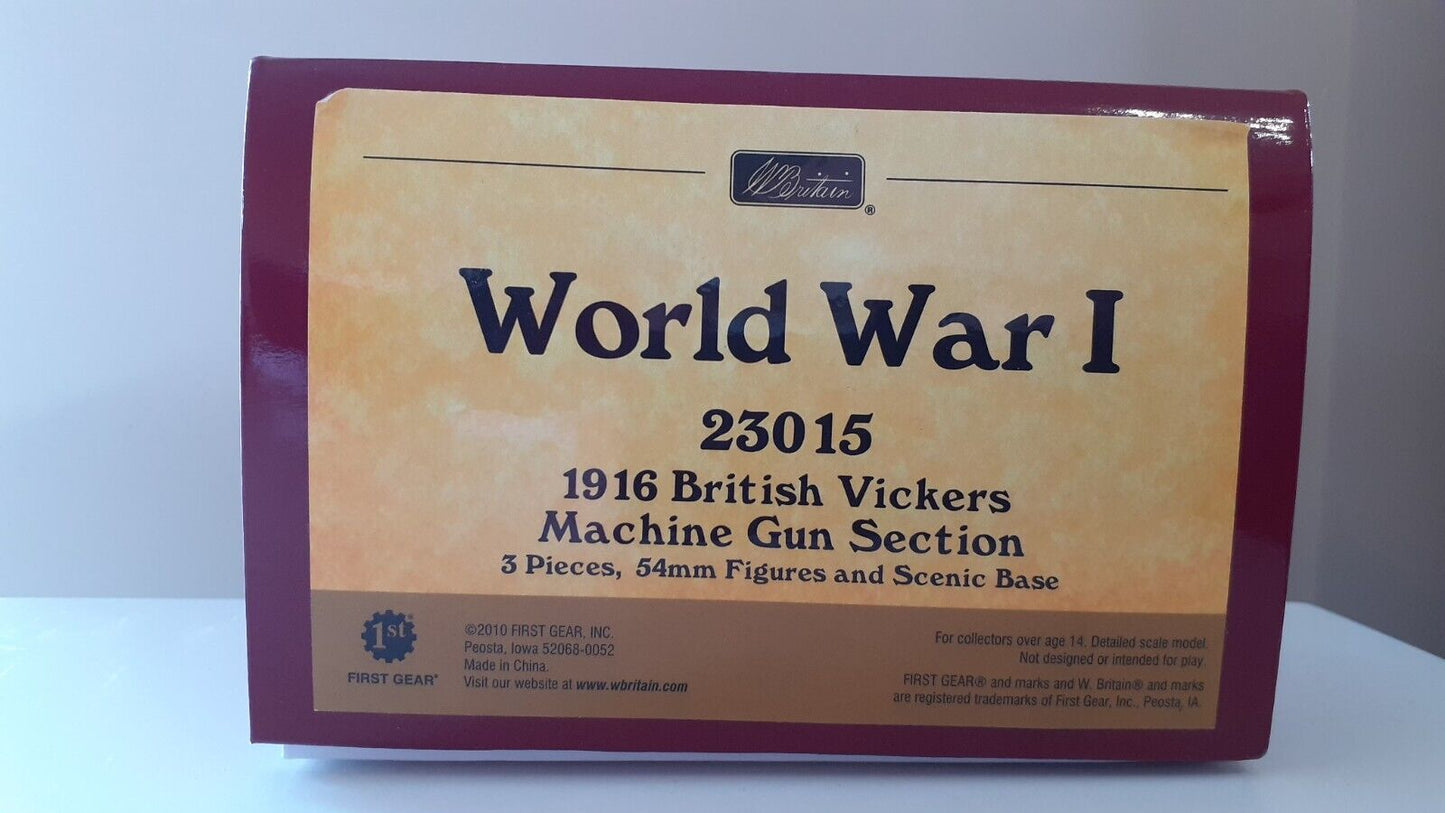 WBritain ®
World War I
23015
1916 British Vickers
Machine Gun Section
3 Pieces, 54mm Figures and Scenic Base
1st
FIRST GEAR®
©2010 FIRST GEAR, INC.
Peosta, Iowa 52068-0052
Made in China.
Visit our website at www.wbritain.com
For collectors over age 14. Detailed scale model.
Not designed or intended for play.
FIRST GEAR® and marks and W. Britain® and marks
are registered trademarks of First Gear, Inc., Peosta, IA.